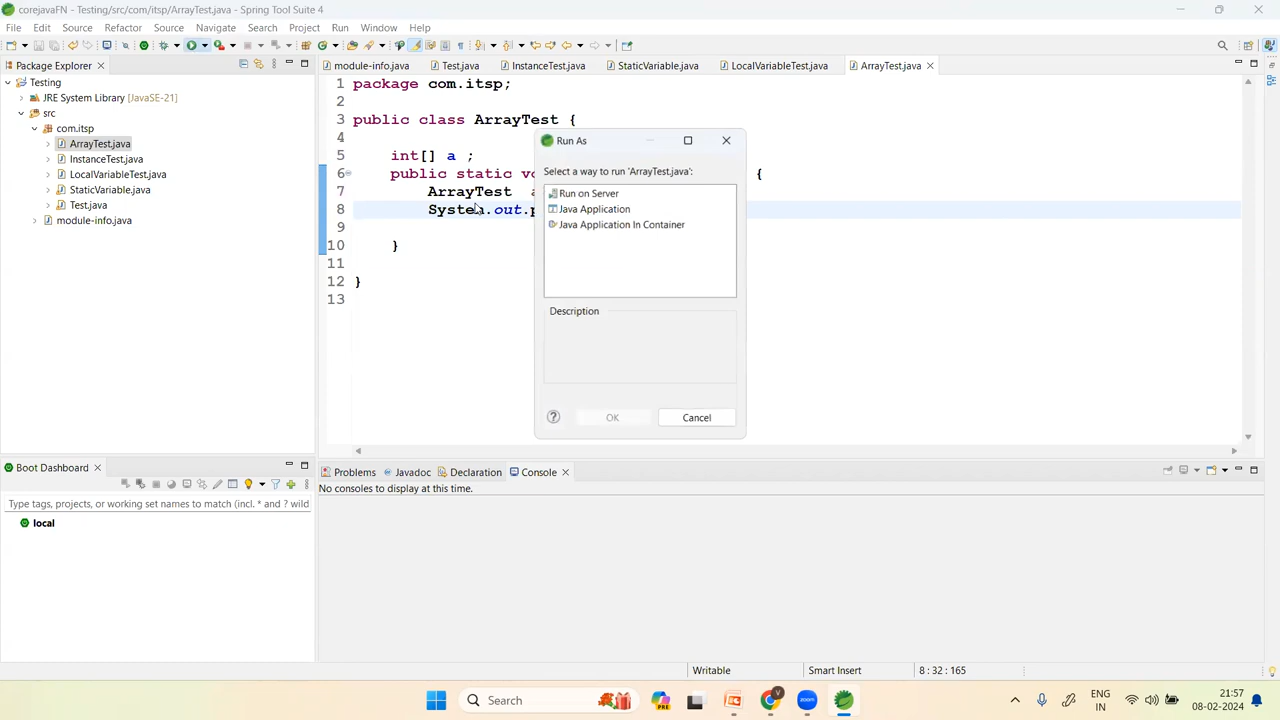 corejavaFN - Testing/src/com/itsp/ArrayTest.java - Spring Tool Suite 4
File Edit Source Refactor Source Navigate Search Project Run Window Help
Package Explorer
module-info.java Test.java InstanceTest.java StaticVariable.java LocalVariableTest.java ArrayTest.java
Testing
JRE System Library [JavaSE-21]
src
com.itsp
ArrayTest.java
InstanceTest.java
LocalVariableTest.java
StaticVariable.java
Test.java
module-info.java
1 package com.itsp;
2
3 public class ArrayTest {
4
5 int[] a ;
6 public static vo {
7 ArrayTest a
8 System.out.p
9
10 }
11
12 }
13
Run As
Select a way to run 'ArrayTest.java':
Run on Server
Java Application
Java Application In Container
Description
OK Cancel
Boot Dashboard
Type tags, projects, or working set names to match (incl. * and ? wild
local
Problems Javadoc Declaration Console
No consoles to display at this time.
Writable Smart Insert 8 : 32 : 165
Search
PRE
V
zoom
ENG
IN
21:57
08-02-2024